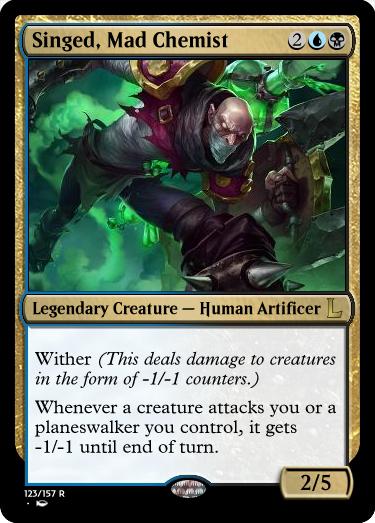 Singed, Mad Chemist 2
Legendary Creature — Human Artificer L
Wither (This deals damage to creatures
in the form of -1/-1 counters.)
Whenever a creature attacks you or a
planeswalker you control, it gets
-1/-1 until end of turn.
2/5
123/157 R